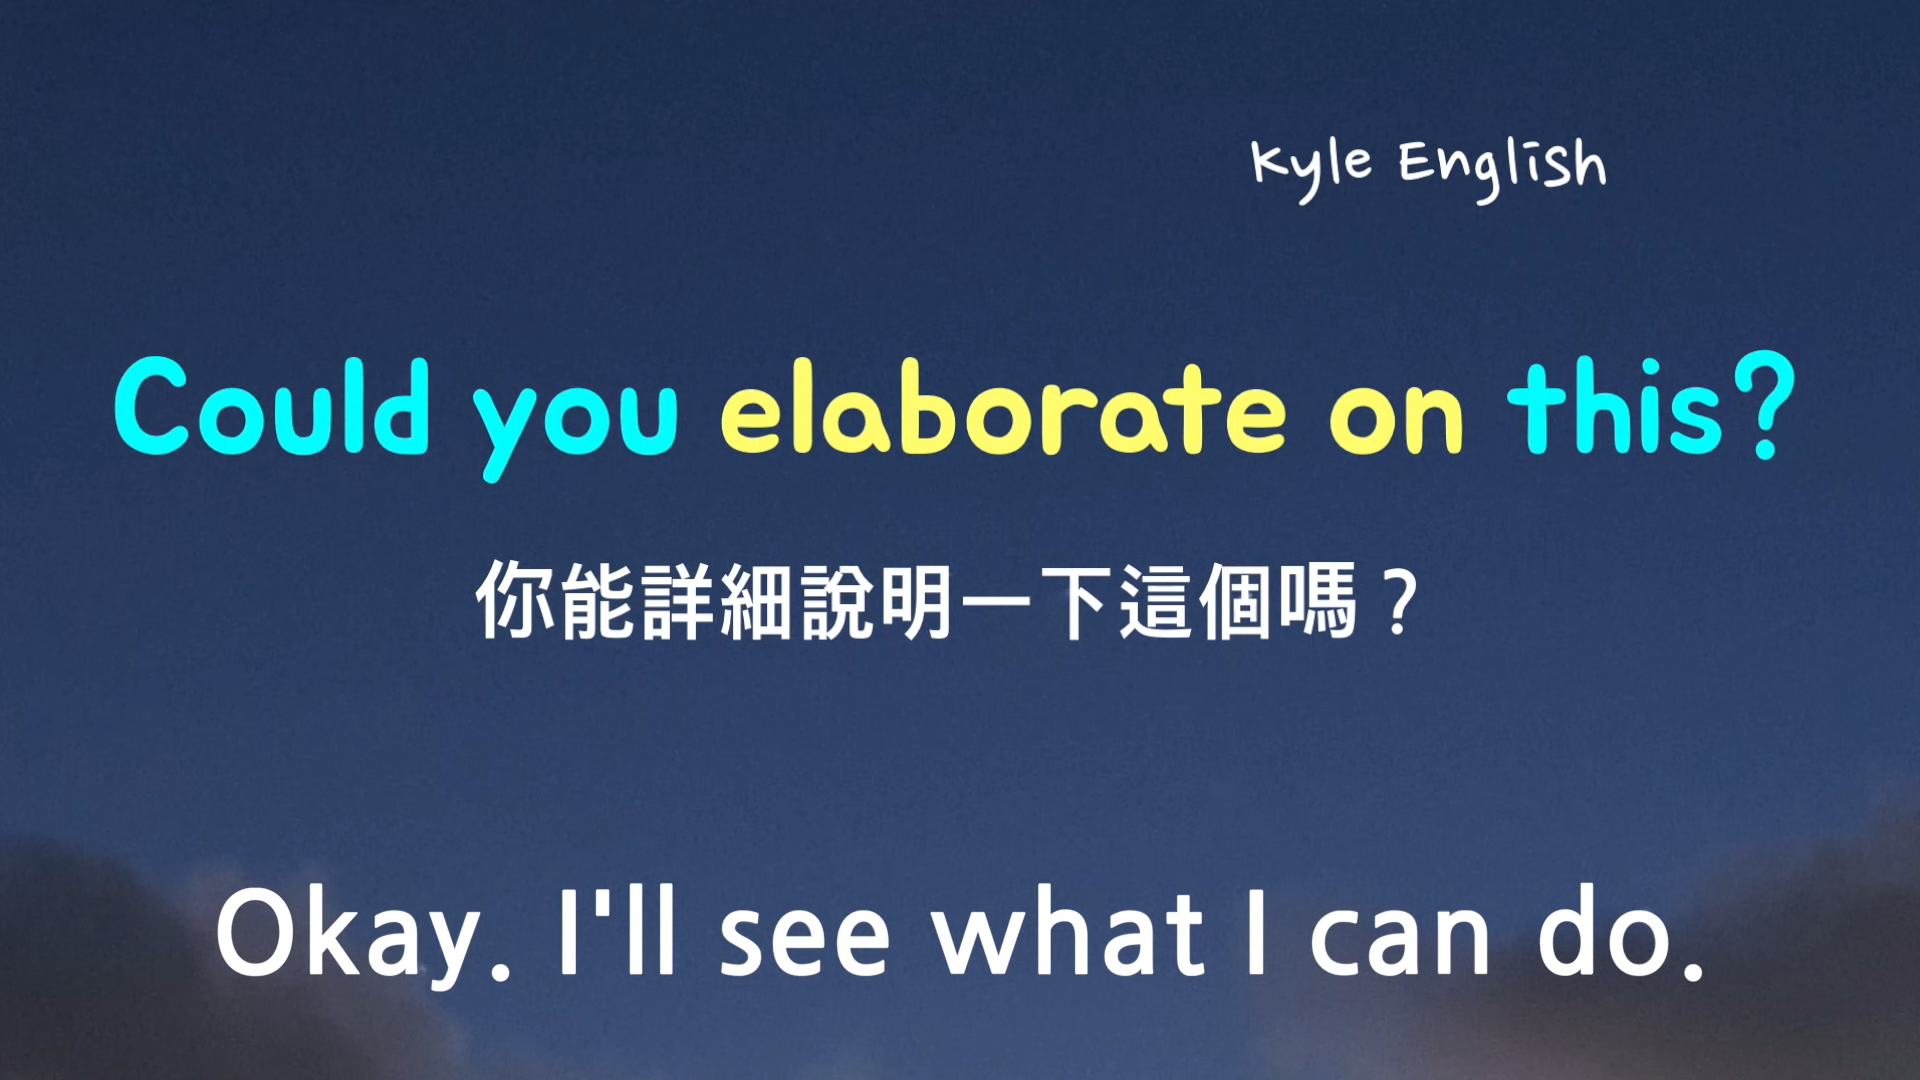 Kyle English
Could you elaborate on this?
你能詳細說明一下這個嗎？
Okay. I'll see what I can do.